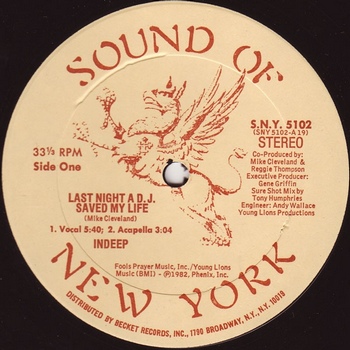 SOUND OF
S.N.Y. 5102
(SNY 5102-A19)
STEREO
33⅓ RPM
Side One
Co-Produced by:
Mike Cleveland &
Reggie Thompson
Executive Producer:
Gene Griffin
Sure Shot Mix by
Tony Humphries
Engineer: Andy Wallace
Young Lions Productions
LAST NIGHT A D.J.
SAVED MY LIFE
(Mike Cleveland)
1. Vocal 5:40; 2. Acapella 3:04
INDEEP
Fools Prayer Music, Inc./Young Lions
Music (BMI) - ℗1982, Phenix, Inc.
NEW YORK
DISTRIBUTED BY BECKET RECORDS, INC., 1790 BROADWAY, N.Y., N.Y. 10019